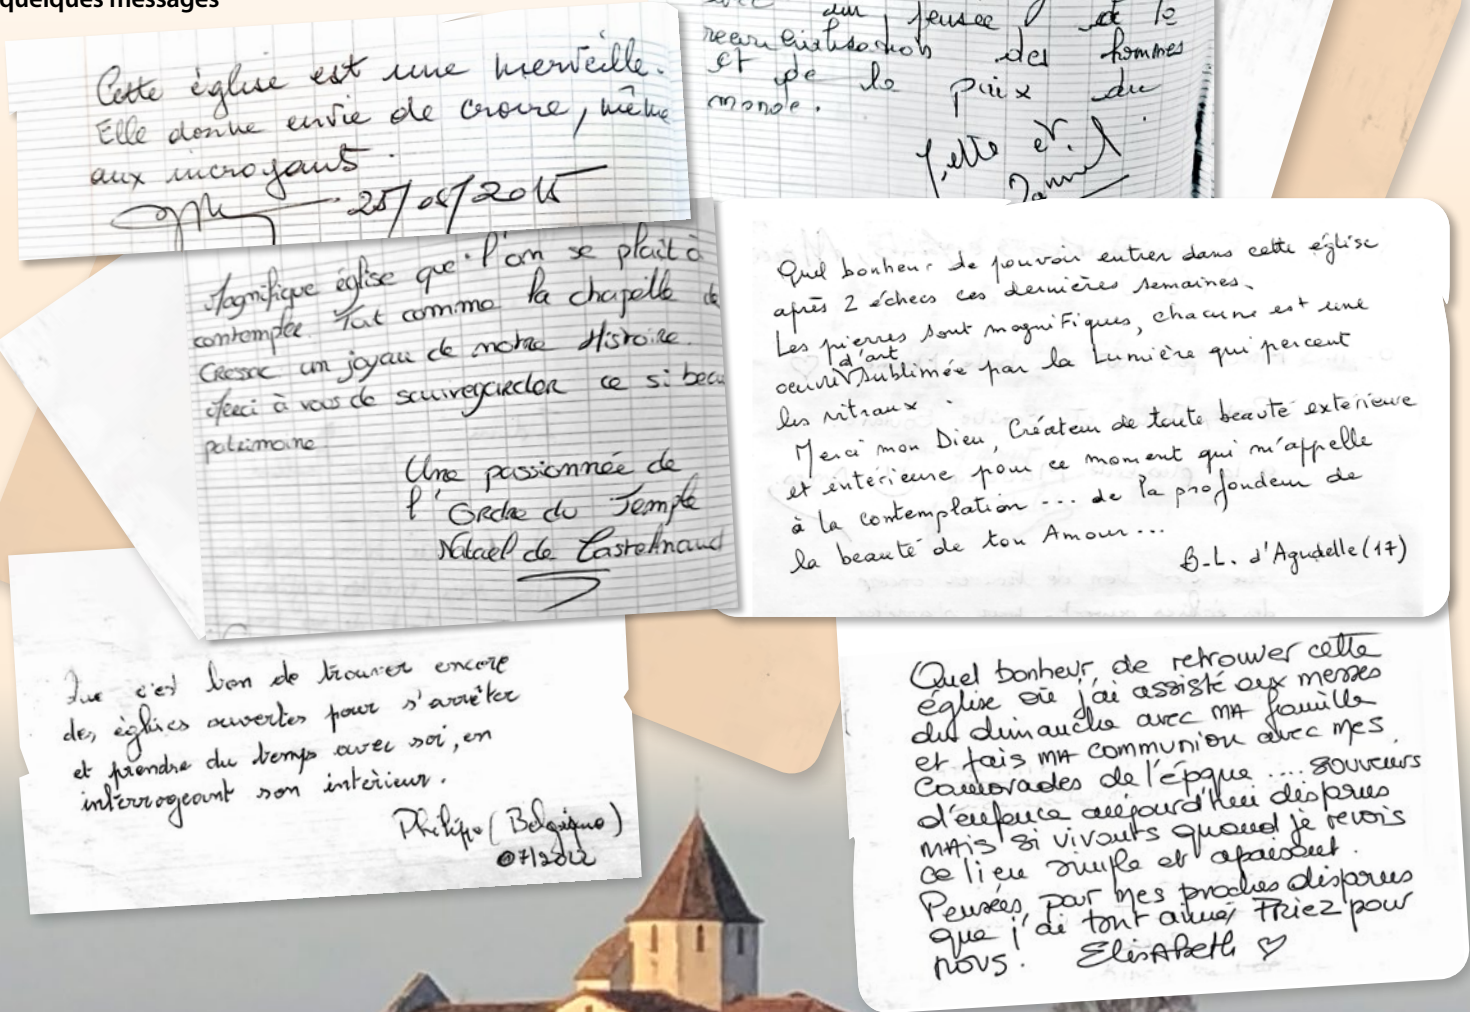 quelques messages
Cette église est une merveille.
Elle donne envie de croire, même
aux incroyants.
25/08/2015
pensée et de le
réconciliation des hommes
et de la paix du
monde.
Magnifique église que l'on se plaît à
contempler. Tout comme la chapelle de
Cressac un joyau de notre Histoire.
Merci à vous de sauvegarder ce si beau
patrimoine.
Une passionnée de
l'Ordre du Temple
de Castelnaud
Quel bonheur de pouvoir entrer dans cette église
après 2 échecs ces dernières semaines.
Les pierres sont magnifiques, chacune est une
d'art
oeuvre sublimée par la Lumière qui percent
les vitraux.
Merci mon Dieu, Créateur de toute beauté extérieure
et intérieure pour ce moment qui m'appelle
à la contemplation ... de la profondeur de
la beauté de ton Amour...
B-L. d'Agudelle (17)
Que c'est bon de trouver encore
des églises ouvertes pour s'arrêter
et prendre du temps avec soi, en
interrogeant son intérieur.
Philippe (Belgique)
07/2022
Quel bonheur de retrouver cette
église où j'ai assisté aux messes
du dimanche avec MA famille
et fais MA communion avec mes
Camarades de l'époque .... souvenirs
d'enfance aujourd'hui disparus
MAis si vivants quand je revois
ce lieu simple et apaisant.
Pensées pour mes proches disparus
que j'ai tant aimé, Priez pour
nous. ElisAbeth ♡